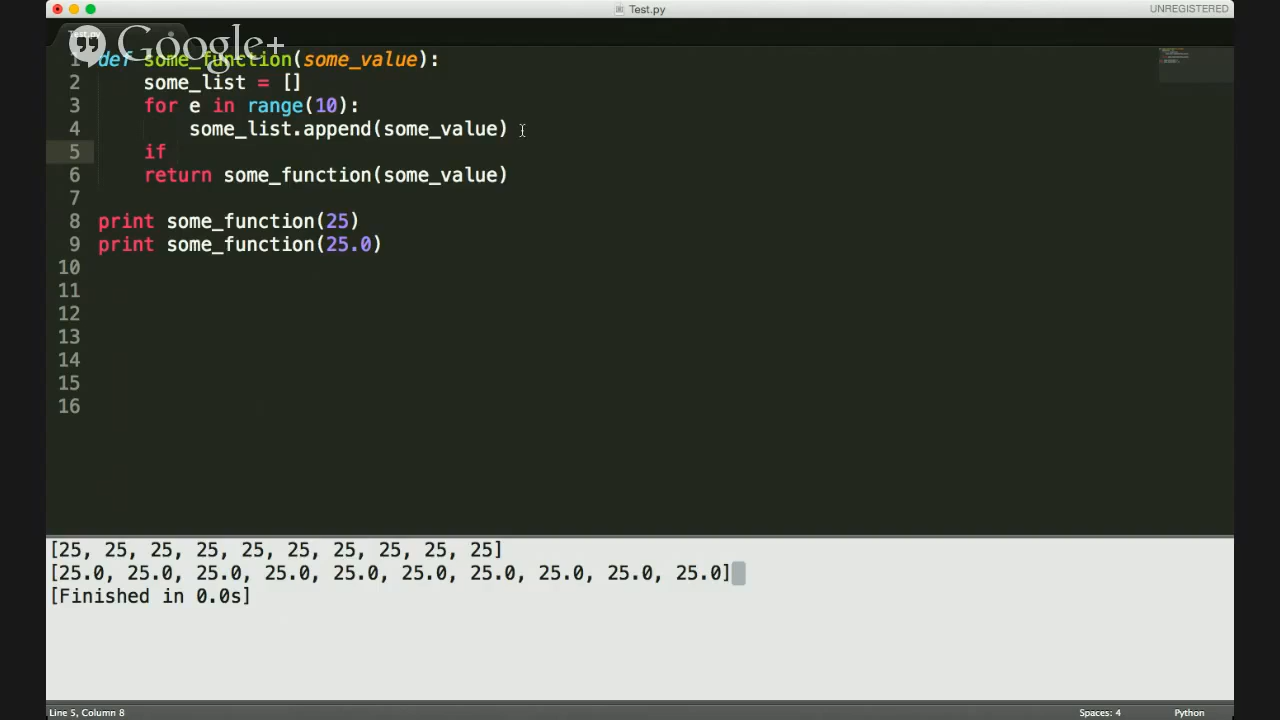 Test.py
UNREGISTERED
Google+
1 def some_function(some_value):
2 some_list = []
3 for e in range(10):
4 some_list.append(some_value)
5 if
6 return some_function(some_value)
7
8 print some_function(25)
9 print some_function(25.0)
10
11
12
13
14
15
16
[25, 25, 25, 25, 25, 25, 25, 25, 25, 25]
[25.0, 25.0, 25.0, 25.0, 25.0, 25.0, 25.0, 25.0, 25.0, 25.0]
[Finished in 0.0s]
Line 5, Column 8
Spaces: 4
Python